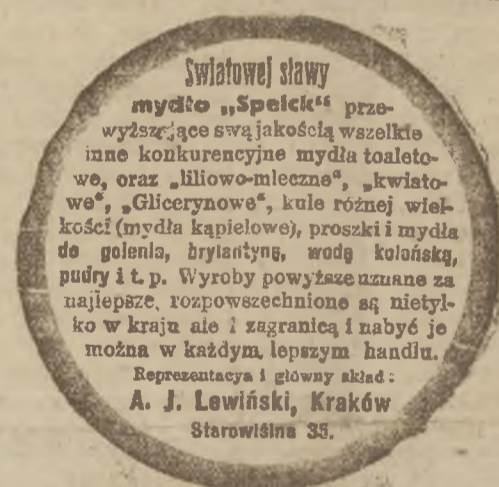 Światowej sławy
mydło „Speick“ prze-
wyższające swą jakością wszelkie
inne konkurencyjne mydła toaleto-
we, oraz „liliowo-mleczne“, „kwiato-
we“, „Glicerynowe“, kule różnej wiel-
kości (mydła kąpielowe), proszki i mydła
do golenia, brylantynę, wodę kolońską,
pudry i t. p. Wyroby powyższe uznane za
najlepsze, rozpowszechnione są nietyl-
ko w kraju ale i zagranicą i nabyć je
można w każdym lepszym handlu.
Reprezentacya i główny skład:
A. J. Lewiński, Kraków
Starowiślna 35.